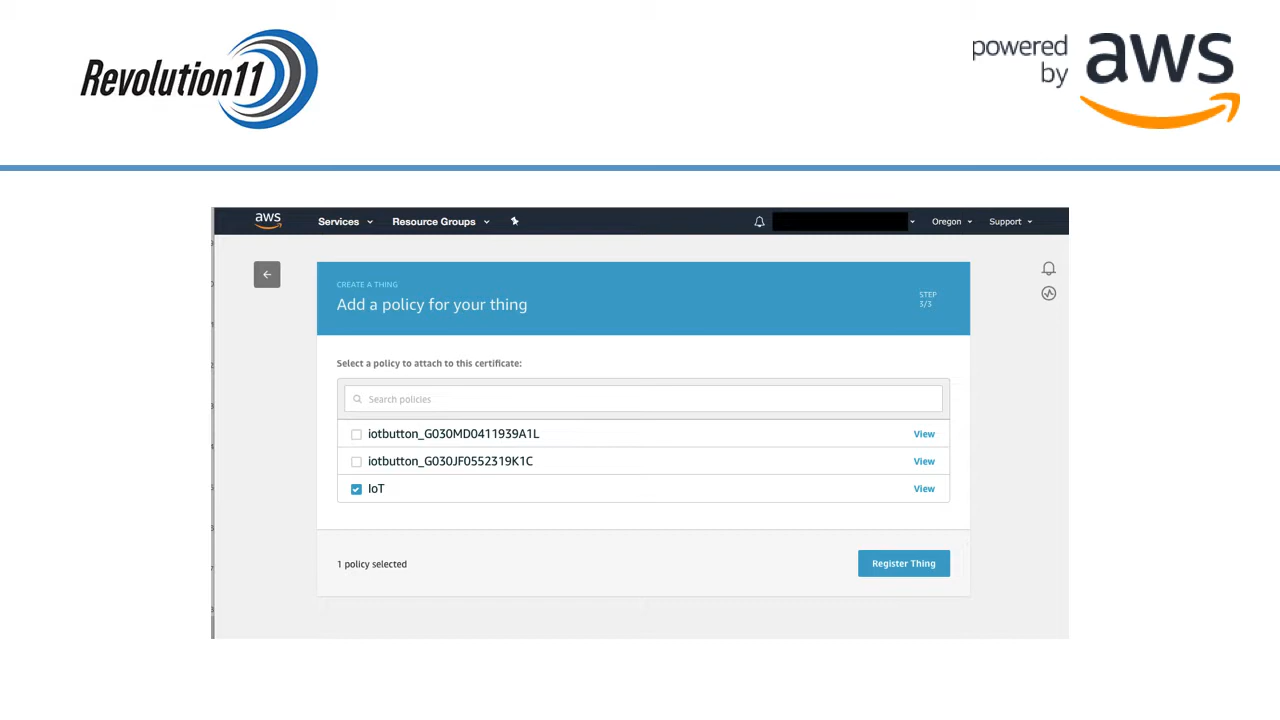 Revolution11
powered
by
aws
aws
Services
Resource Groups
Oregon
Support
CREATE A THING
Add a policy for your thing
STEP
3/3
Select a policy to attach to this certificate:
Search policies
iotbutton_G030MD0411939A1L
View
iotbutton_G030JF0552319K1C
View
IoT
View
1 policy selected
Register Thing